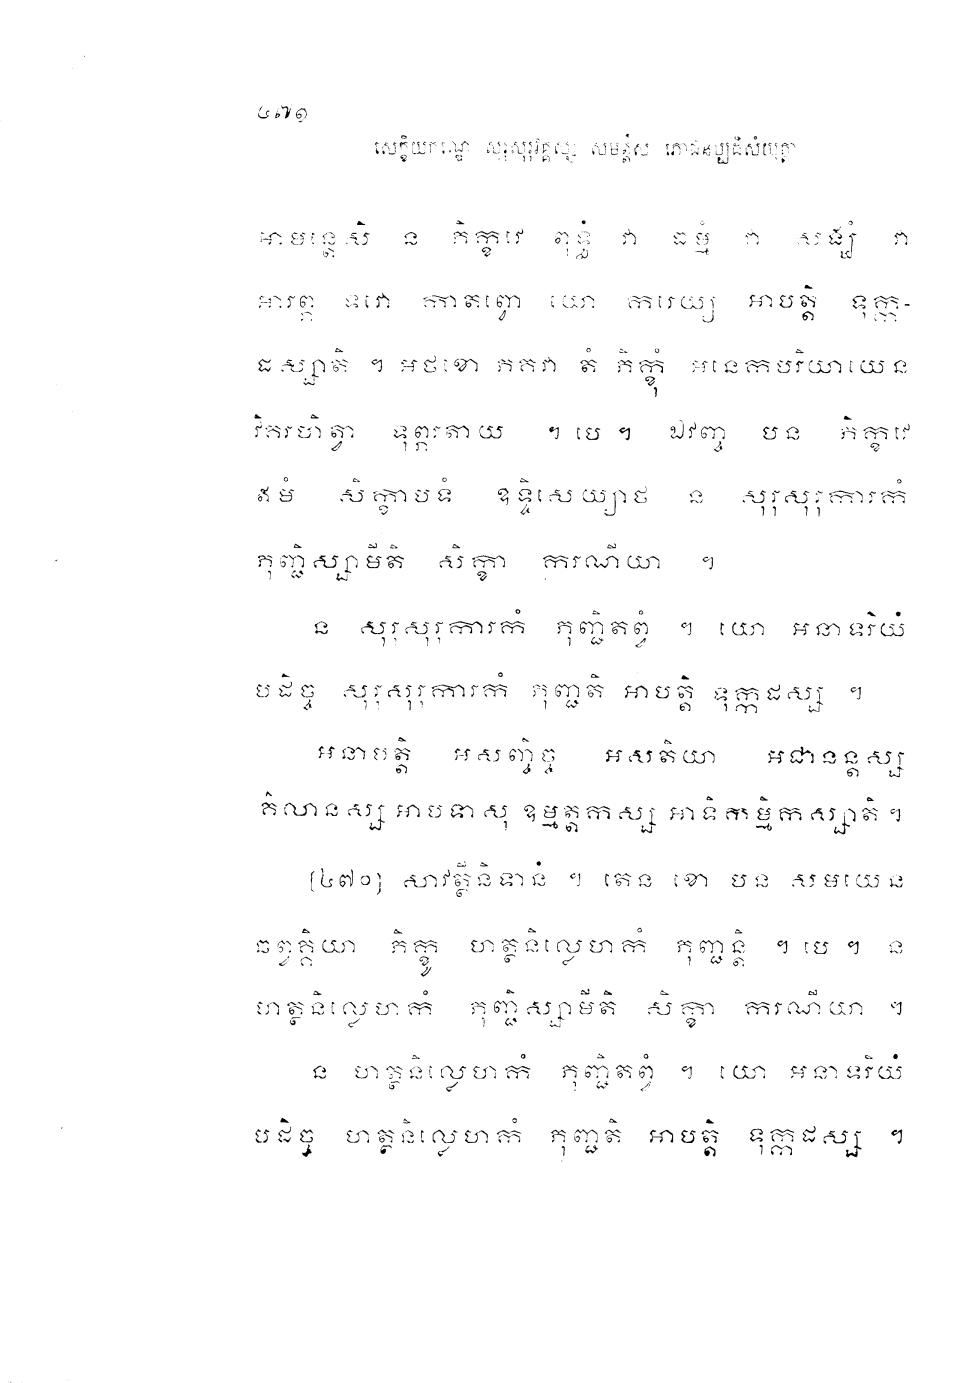 ៤៧១
សេក្ខិយកណ្ឌេ សុរុសុរុវគ្គស្ស សមន្តំស ភោជនប្បដិសំយុត្តា
អាមន្តេសិ ន ភិក្ខវេ ពុទ្ធំ វា ធម្មំ វា សង្ឃំ វា
អារព្ភ ទវោ កាតព្វោ យោ ករេយ្យ អាបត្តិ ទុក្ក-
ដស្សាតិ ។ អថខោ ភគវា តំ ភិក្ខុំ អនេកបរិយាយេន
វិគរហិត្វា ទុព្ភរតាយ ។ បេ ។ ឯវញ្ច បន ភិក្ខវេ
ឥមំ សិក្ខាបទំ ឧទ្ទិសេយ្យាថ ន សុរុសុរុការកំ
ភុញ្ជិស្សាមីតិ សិក្ខា ករណីយា ។
ន សុរុសុរុការកំ ភុញ្ជិតព្វំ ។ យោ អនាទរិយំ
បដិច្ច សុរុសុរុការកំ ភុញ្ជតិ អាបត្តិ ទុក្កដស្ស ។
អនាបត្តិ អសញ្ចិច្ច អសតិយា អជានន្តស្ស
គិលានស្ស អាបទាសុ ឧម្មត្តកស្ស អាទិកម្មិកស្សាតិ។
[៤៧០] សាវត្ថីនិទានំ ។ តេន ខោ បន សមយេន
ឆព្វគ្គិយា ភិក្ខូ ហត្ថនិល្លេហកំ ភុញ្ជន្តិ ។ បេ ។ ន
ហត្ថនិល្លេហកំ ភុញ្ជិស្សាមីតិ សិក្ខា ករណីយា ។
ន ហត្ថនិល្លេហកំ ភុញ្ជិតព្វំ ។ យោ អនាទរិយំ
បដិច្ច ហត្ថនិល្លេហកំ ភុញ្ជតិ អាបត្តិ ទុក្កដស្ស ។